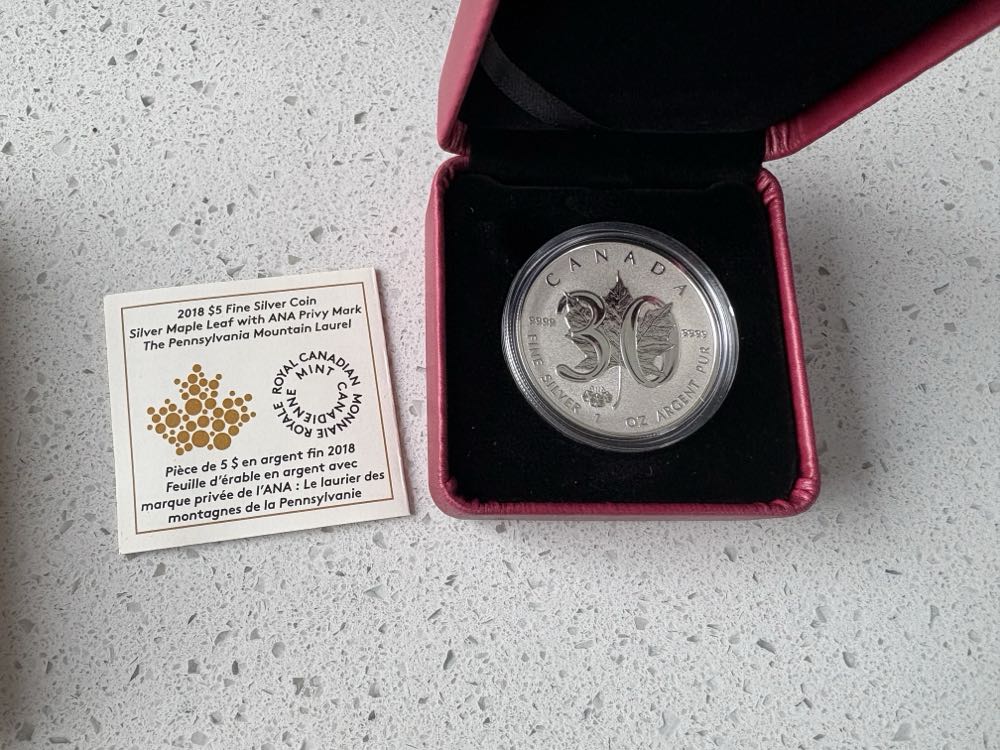 2018 $5 Fine Silver Coin
Silver Maple Leaf with ANA Privy Mark
The Pennsylvania Mountain Laurel
ROYAL CANADIAN MINT
MONNAIE ROYALE CANADIENNE
Pièce de 5 $ en argent fin 2018
Feuille d'érable en argent avec
marque privée de l'ANA : Le laurier des
montagnes de la Pennsylvanie
CANADA
30
9999 9999
FINE SILVER 1 OZ ARGENT PUR